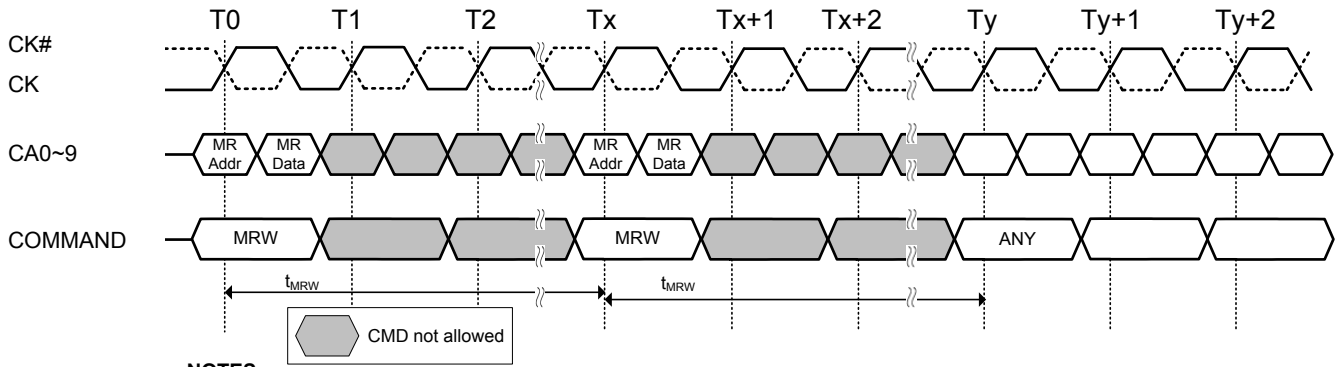 T0 T1 T2 Tx Tx+1 Tx+2 Ty Ty+1 Ty+2
CK#
CK
CA0~9 MR Addr MR Data MR Addr MR Data
COMMAND MRW MRW ANY
tMRW tMRW
CMD not allowed
NOTES